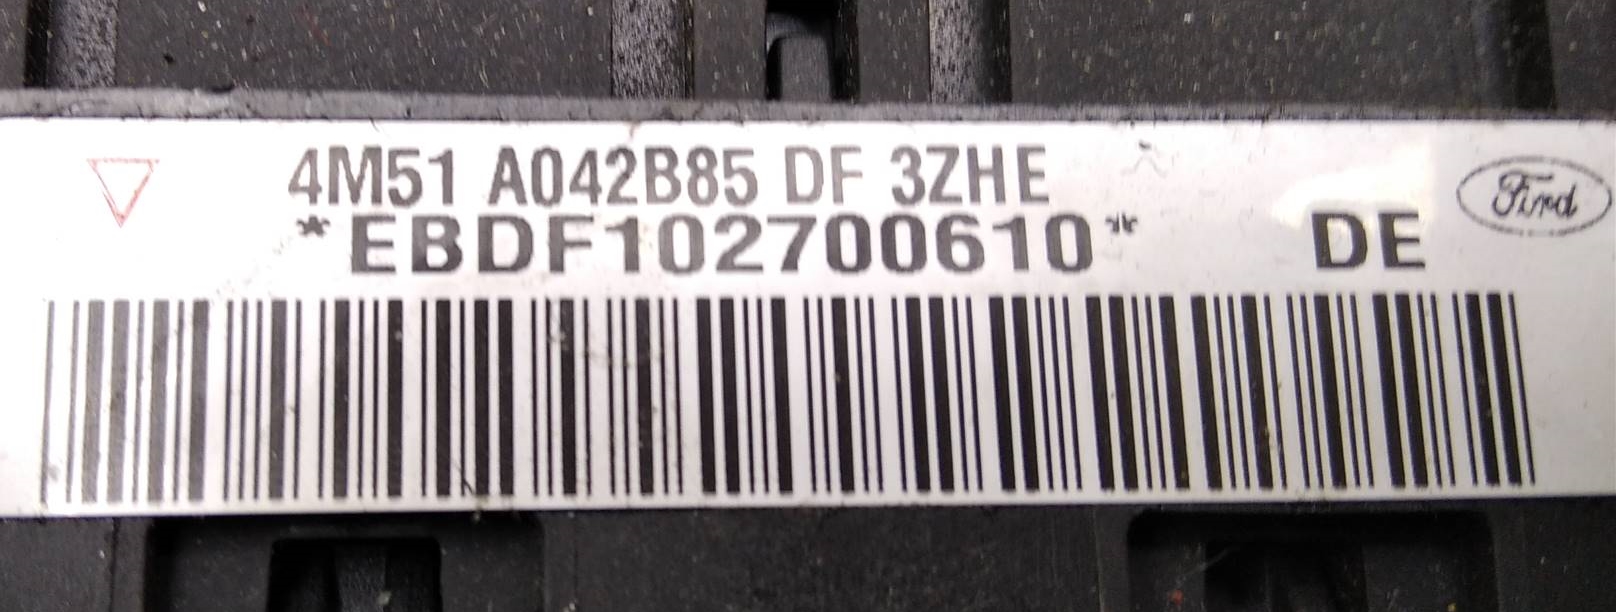 4M51 A042B85 DF 3ZHE
*EBDF102700610* DE
Ford